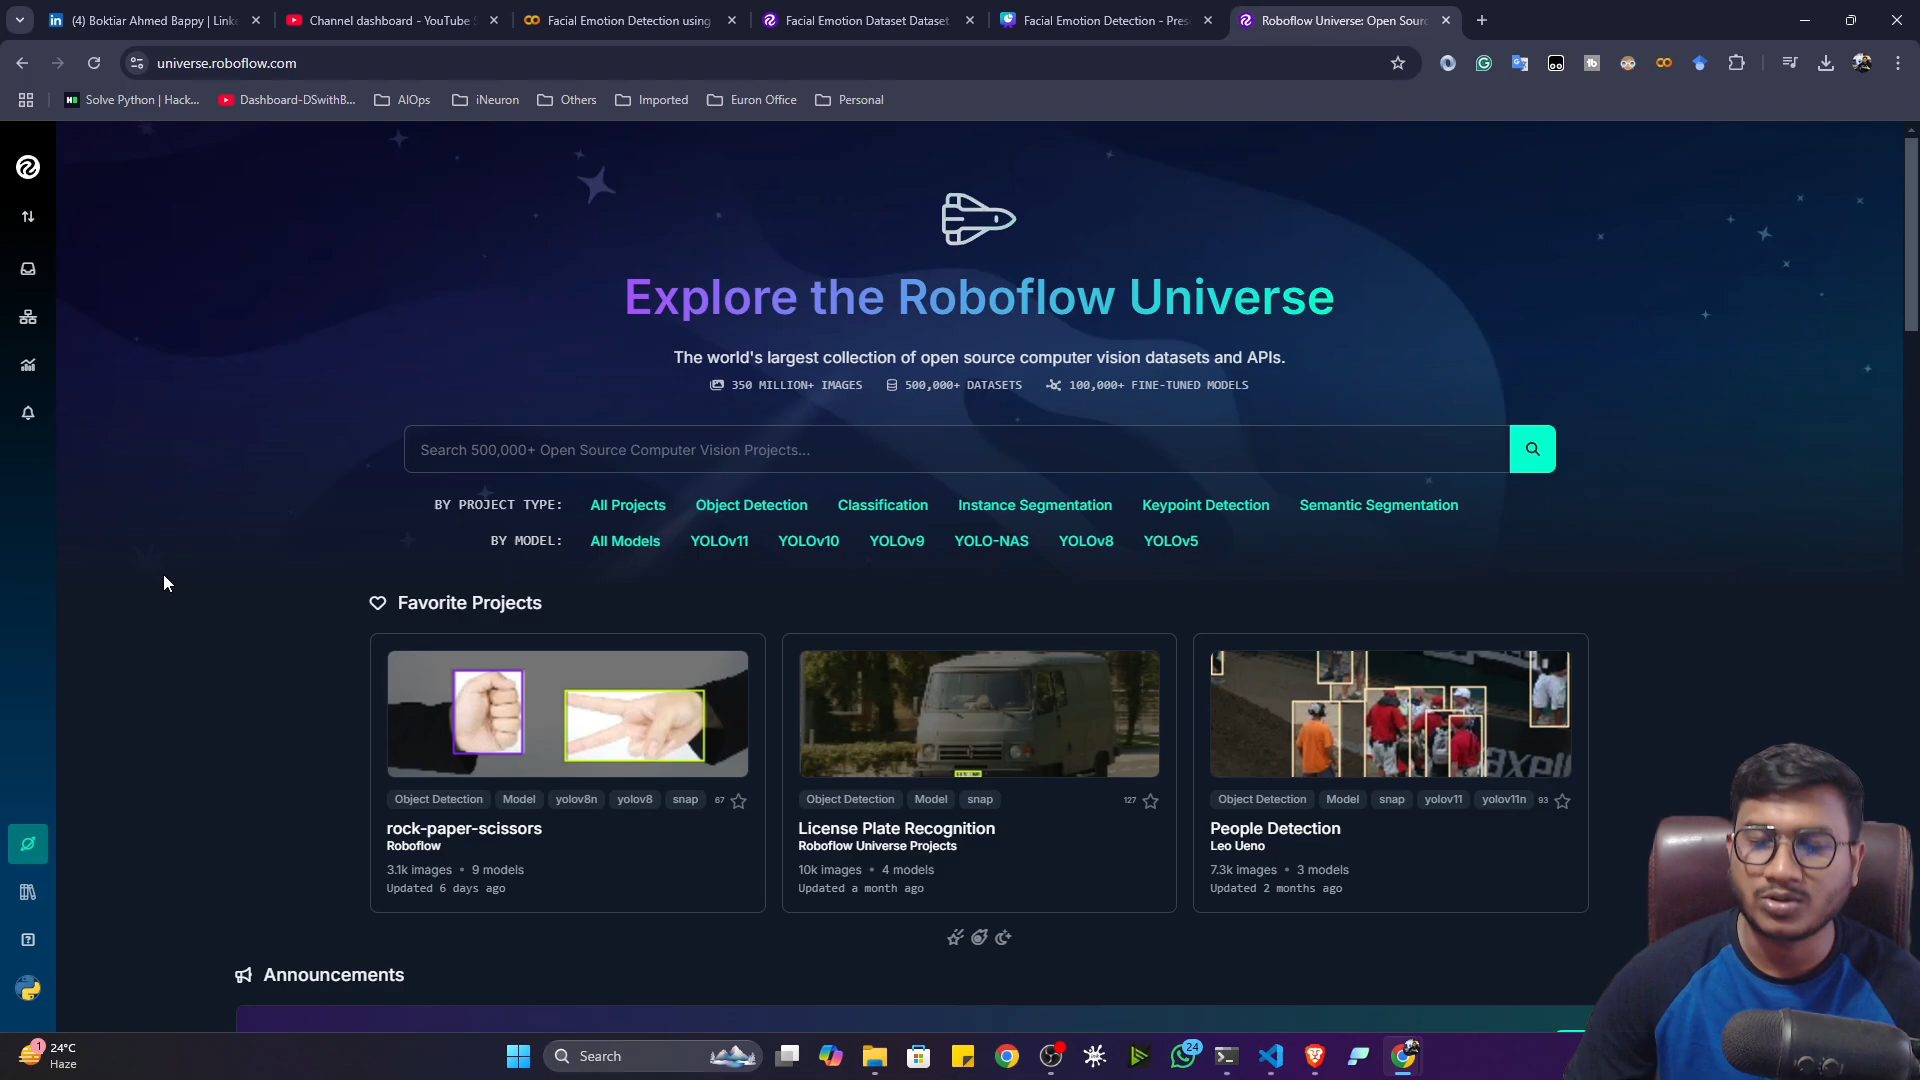 (4) Boktiar Ahmed Bappy | Linke
Channel dashboard - YouTube S
Facial Emotion Detection using
Facial Emotion Dataset Dataset
Facial Emotion Detection - Pres
Roboflow Universe: Open Sour
universe.roboflow.com
Solve Python | Hack...
Dashboard-DSwithB...
AIOps
iNeuron
Others
Imported
Euron Office
Personal
Explore the Roboflow Universe
The world's largest collection of open source computer vision datasets and APIs.
350 MILLION+ IMAGES 500,000+ DATASETS 100,000+ FINE-TUNED MODELS
Search 500,000+ Open Source Computer Vision Projects...
BY PROJECT TYPE: All Projects Object Detection Classification Instance Segmentation Keypoint Detection Semantic Segmentation
BY MODEL: All Models YOLOv11 YOLOv10 YOLOv9 YOLO-NAS YOLOv8 YOLOv5
Favorite Projects
Object Detection Model yolov8n yolov8 snap 67
rock-paper-scissors
Roboflow
3.1k images • 9 models
Updated 6 days ago
Object Detection Model snap 127
License Plate Recognition
Roboflow Universe Projects
10k images • 4 models
Updated a month ago
axell
Object Detection Model snap yolov11 yolov11n 93
People Detection
Leo Ueno
7.3k images • 3 models
Updated 2 months ago
Announcements
1
24°C
Haze
Search
24